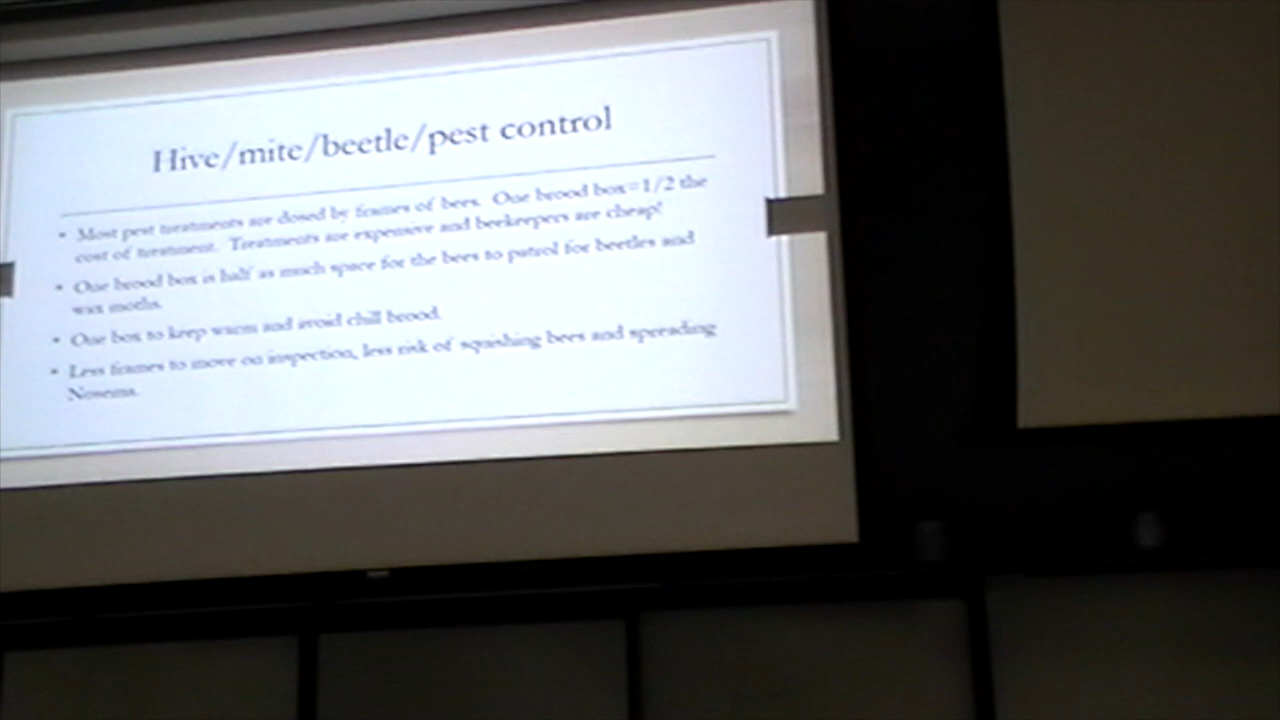 Hive/mite/beetle/pest control
• Most pest treatments are dosed by frames of bees. One brood box=1/2 the
cost of treatment. Treatments are expensive and beekeepers are cheap!
• One brood box is half as much space for the bees to patrol for beetles and
wax moths.
• One box to keep warm and avoid chill brood.
• Less frames to move on inspection, less risk of squishing bees and spreading
Nosema.